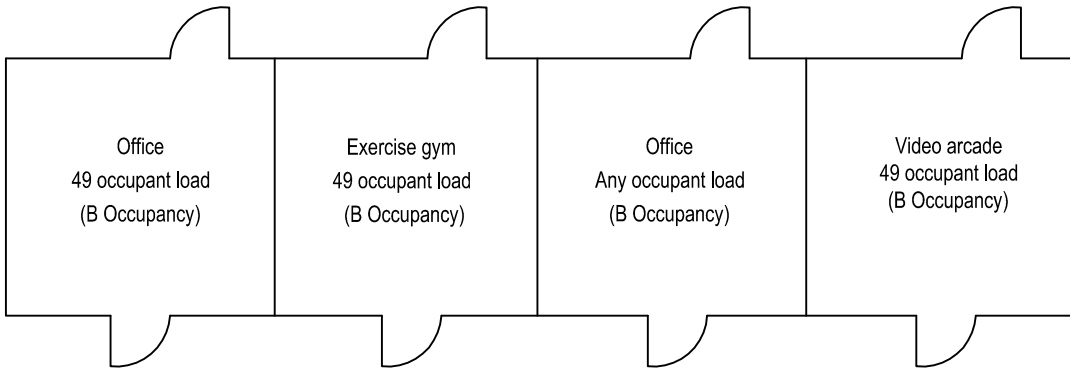 Office
49 occupant load
(B Occupancy)
Exercise gym
49 occupant load
(B Occupancy)
Office
Any occupant load
(B Occupancy)
Video arcade
49 occupant load
(B Occupancy)